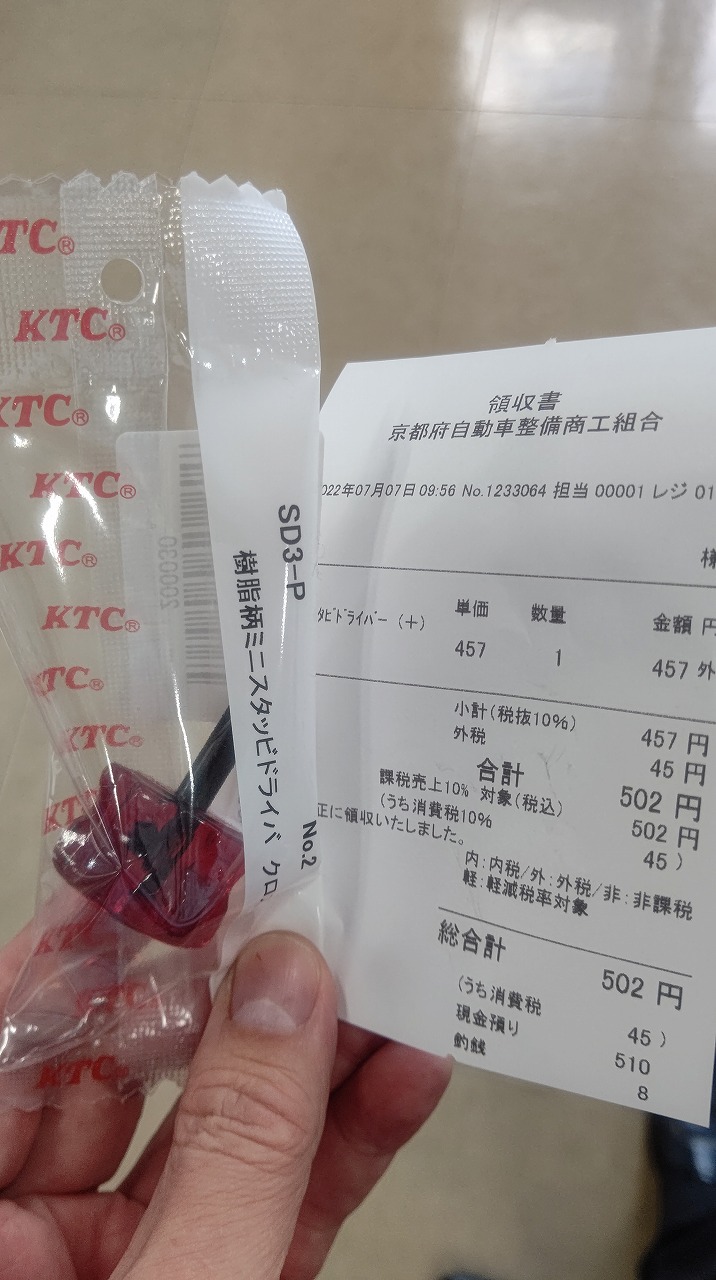 KTC®
KTC®
KTC®
KTC®
KTC®
KTC®
KTC®
KTC®
KTC®
SD3-P
樹脂柄ミニスタッビドライバ クロ
No.2
200030
領収書
京都府自動車整備商工組合
022年07月07日 09:56 No.1233064 担当 00001 レジ 01
様
単価 数量 金額 円
タビドライバー (+)
457 1 457 外
小計(税抜10%) 457 円
外税 45 円
合計 502 円
課税売上10% 対象(税込) 502 円
(うち消費税10% 45 )
正に領収いたしました。
内:内税/外:外税/非:非課税
軽:軽減税率対象
総合計 502 円
(うち消費税 45 )
現金預り 510
釣銭 8